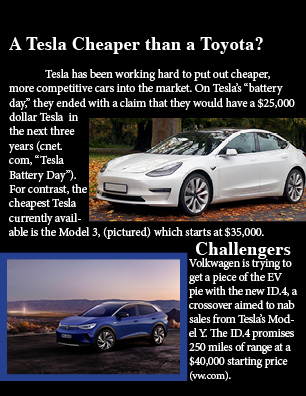 A Tesla Cheaper than a Toyota?
Tesla has been working hard to put out cheaper,
more competitive cars into the market. On Tesla's “battery
day,” they ended with a claim that they would have a $25,000
dollar Tesla in
the next three
years (cnet.
com, “Tesla
Battery Day”).
For contrast, the
cheapest Tesla
currently avail-
able is the Model 3, (pictured) which starts at $35,000.
Challengers
Volkwagen is trying to
get a piece of the EV
pie with the new ID.4, a
crossover aimed to nab
sales from Tesla's Mod-
el Y. The ID.4 promises
250 miles of range at a
$40,000 starting price
(vw.com).